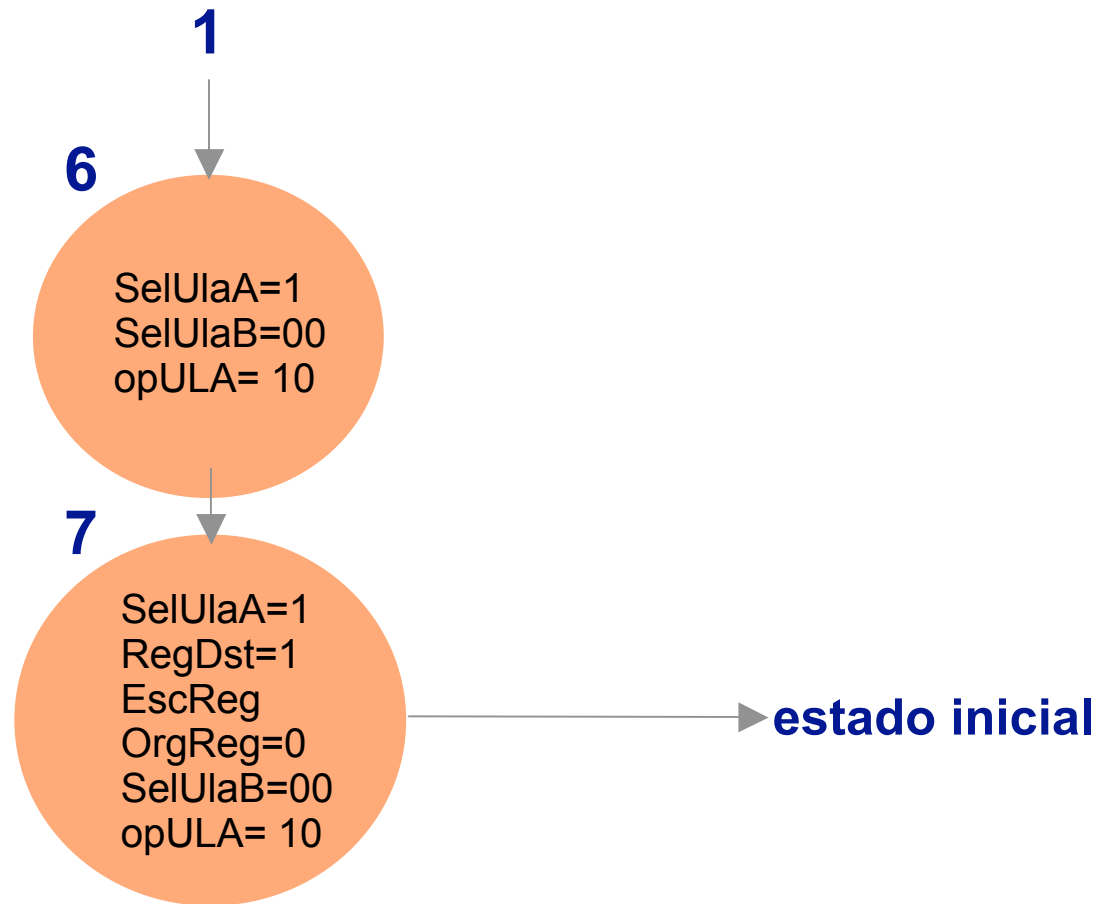 1
6
SelUlaA=1
SelUlaB=00
opULA= 10
7
SelUlaA=1
RegDst=1
EscReg
OrgReg=0
SelUlaB=00
opULA= 10
estado inicial